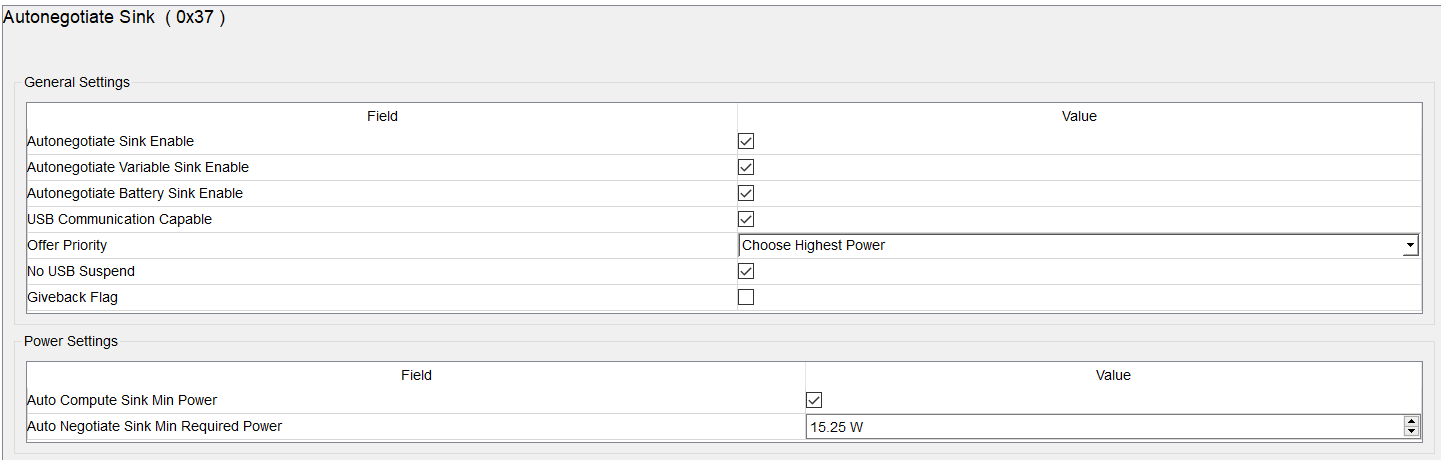 Autonegotiate Sink ( 0x37 )
General Settings
Field Value
Autonegotiate Sink Enable
Autonegotiate Variable Sink Enable
Autonegotiate Battery Sink Enable
USB Communication Capable
Offer Priority Choose Highest Power
No USB Suspend
Giveback Flag
Power Settings
Field Value
Auto Compute Sink Min Power
Auto Negotiate Sink Min Required Power 15.25 W